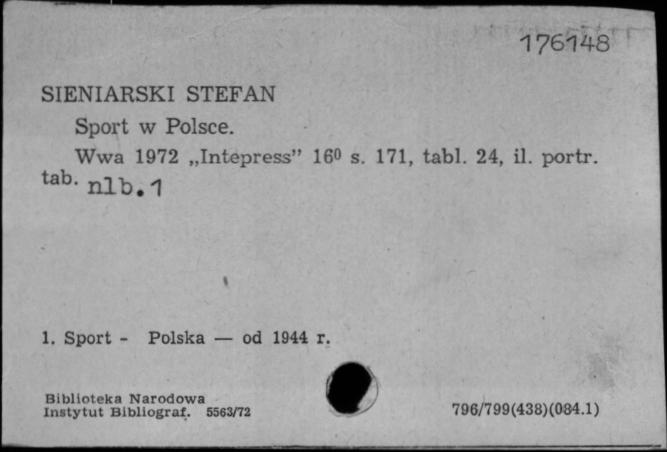 176148
SIENIARSKI STEFAN
Sport w Polsce.
Wwa 1972 „Intepress” 16⁰ s. 171, tabl. 24, il. portr.
tab. nlb. 1
1. Sport - Polska — od 1944 r.
Biblioteka Narodowa
Instytut Bibliograf. 5563/72
796/799(438)(084.1)